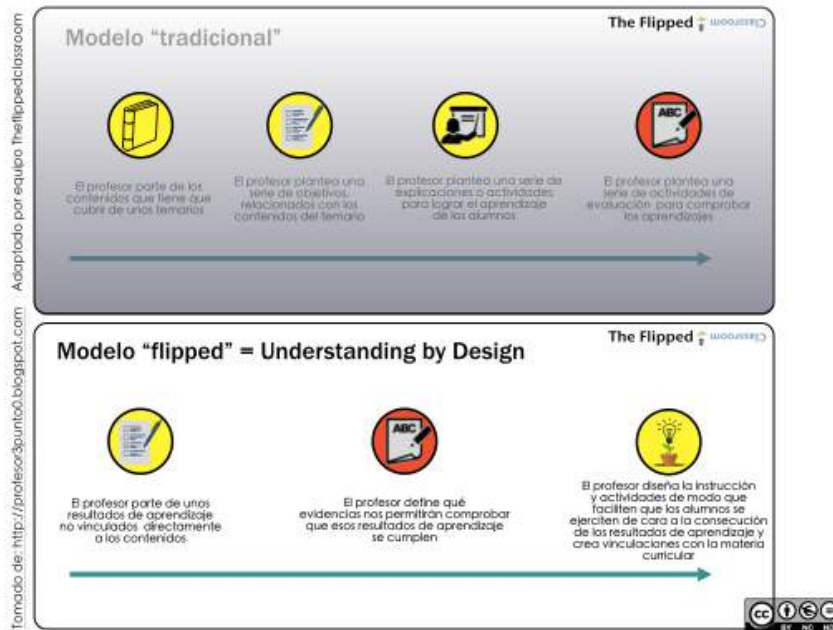 Modelo “tradicional”
The Flipped Classroom
El profesor parte de los
contenidos que tiene que
cubrir de unos temarios
El profesor plantea una
serie de objetivos,
relacionados con los
contenidos del temario
El profesor plantea una serie de
explicaciones o actividades
para lograr el aprendizaje
de los alumnos
ABC
El profesor plantea una
serie de actividades de
evaluación para comprobar
los aprendizajes
Adaptado por equipo Theflippedclassroom
Modelo “flipped” = Understanding by Design
The Flipped Classroom
El profesor parte de unos
resultados de aprendizaje
no vinculados directamente
a los contenidos
ABC
El profesor define qué
evidencias nos permitirán comprobar
que esos resultados de aprendizaje
se cumplen
El profesor diseña la instrucción
y actividades de modo que
faciliten que los alumnos se
ejerciten de cara a la consecución
de los resultados de aprendizaje y
crea vinculaciones con la materia
curricular
Tomado de: http://profesor3punto0.blogspot.com
cc
BY NC ND